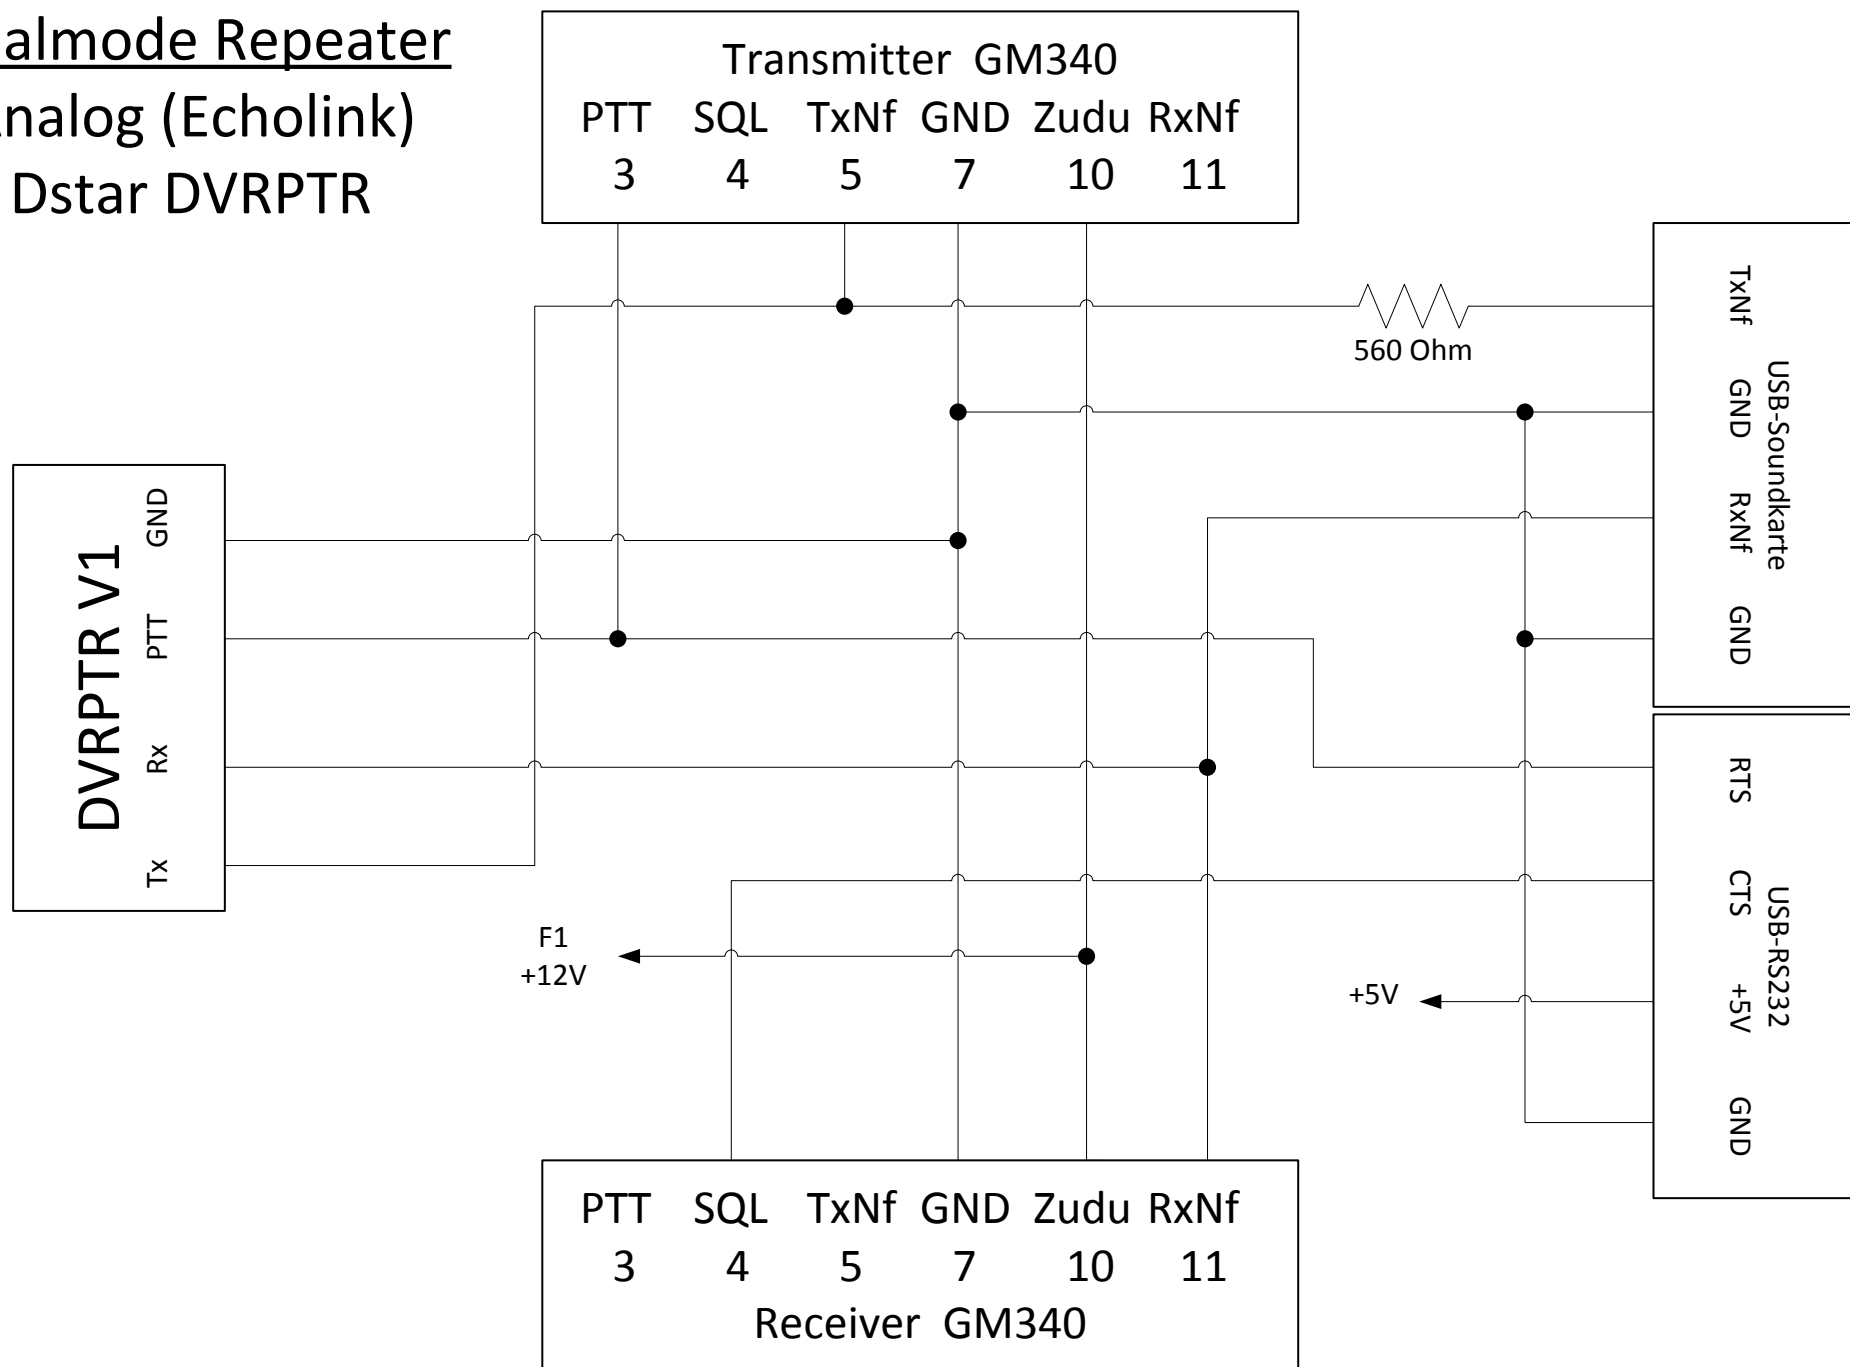 almode Repeater
nalog (Echolink)
Dstar DVRPTR
Transmitter GM340
PTT SQL TxNf GND Zudu RxNf
3 4 5 7 10 11
560 Ohm
TxNf
GND
RxNf
GND
USB-Soundkarte
DVRPTR V1
GND
PTT
Rx
Tx
RTS
CTS
+5V
GND
USB-RS232
F1
+12V
+5V
PTT SQL TxNf GND Zudu RxNf
3 4 5 7 10 11
Receiver GM340